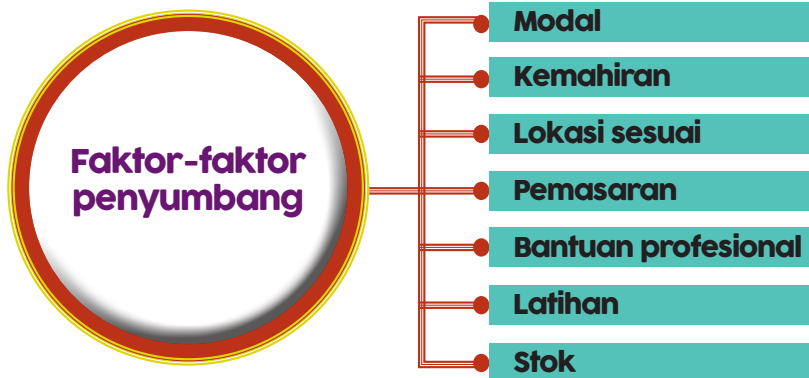 Faktor-faktor
penyumbang
Modal
Kemahiran
Lokasi sesuai
Pemasaran
Bantuan profesional
Latihan
Stok